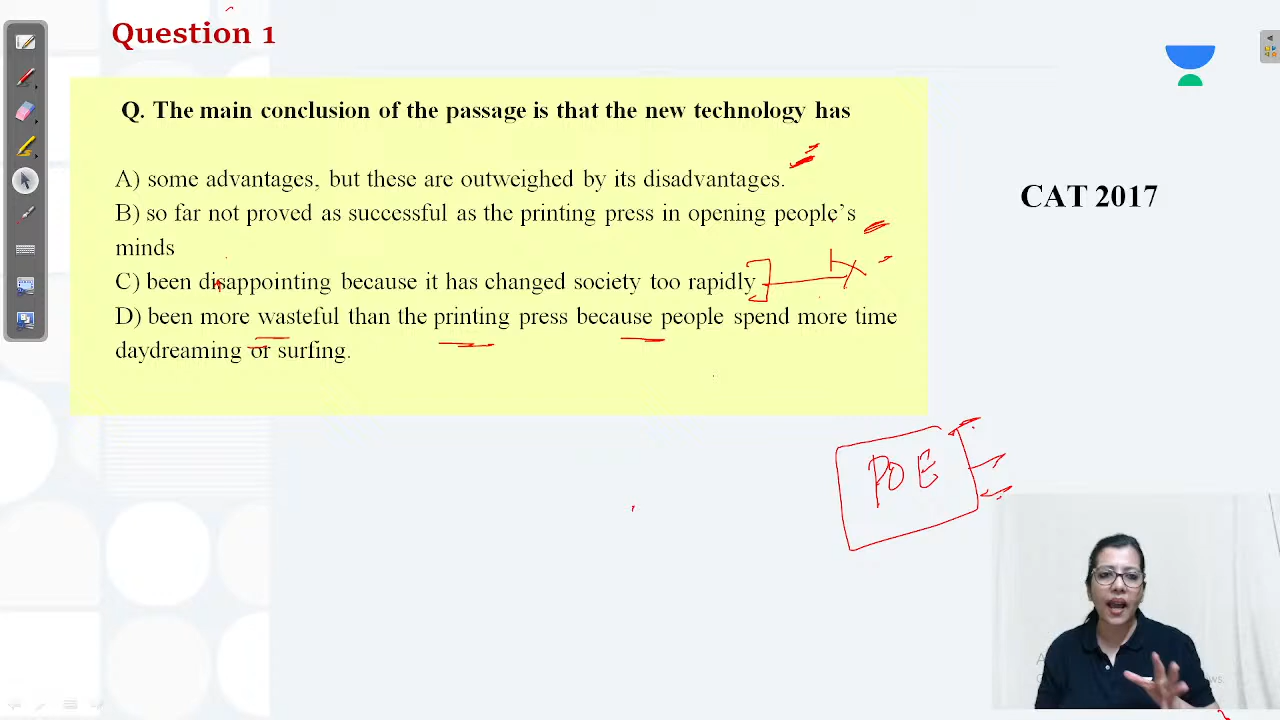 Question 1
Q. The main conclusion of the passage is that the new technology has
A) some advantages, but these are outweighed by its disadvantages.
B) so far not proved as successful as the printing press in opening people's
minds
C) been disappointing because it has changed society too rapidly
D) been more wasteful than the printing press because people spend more time
daydreaming or surfing.
CAT 2017
POE